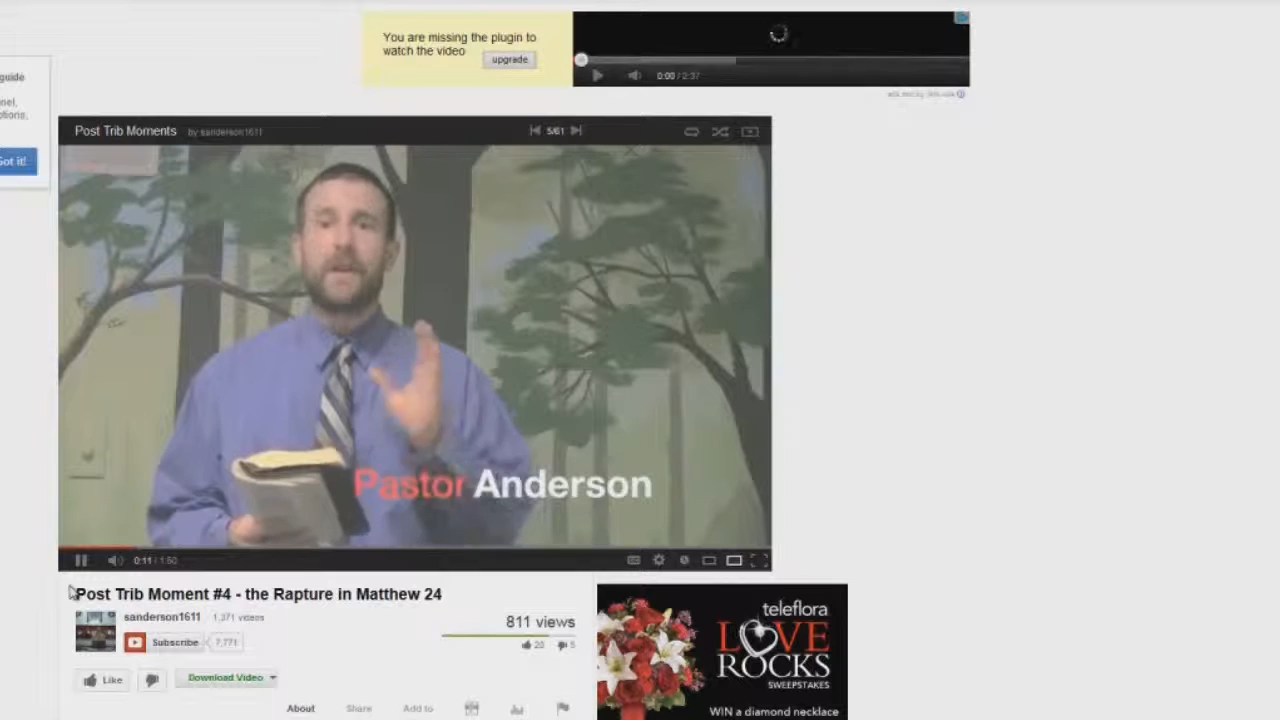 You are missing the plugin to
watch the video
upgrade
0:00 / 2:37
guide
Got it!
Post Trib Moments
by sanderson1611
5/61
Pastor Anderson
0:11 / 1:50
Post Trib Moment #4 - the Rapture in Matthew 24
sanderson1611
1,371 videos
Subscribe
7,771
811 views
20
5
Like
Download Video
About
Share
Add to
teleflora
LOVE
ROCKS
SWEEPSTAKES
WIN a diamond necklace